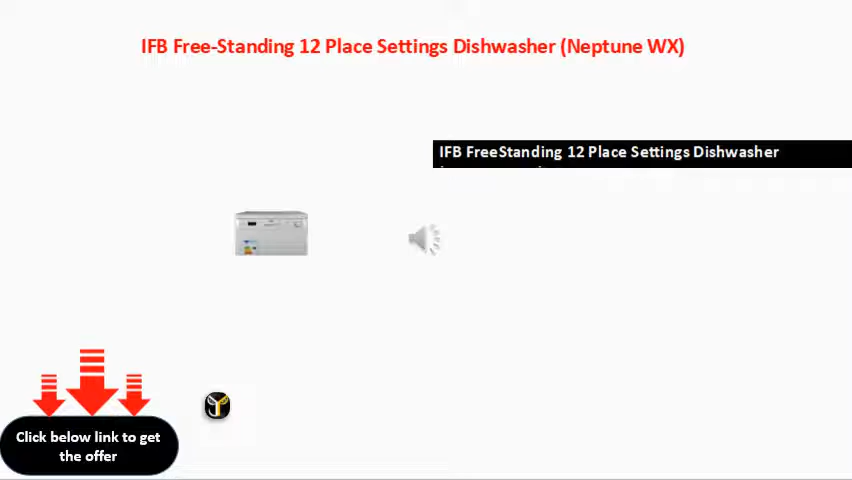 IFB Free-Standing 12 Place Settings Dishwasher (Neptune WX)
IFB FreeStanding 12 Place Settings Dishwasher
Click below link to get
the offer